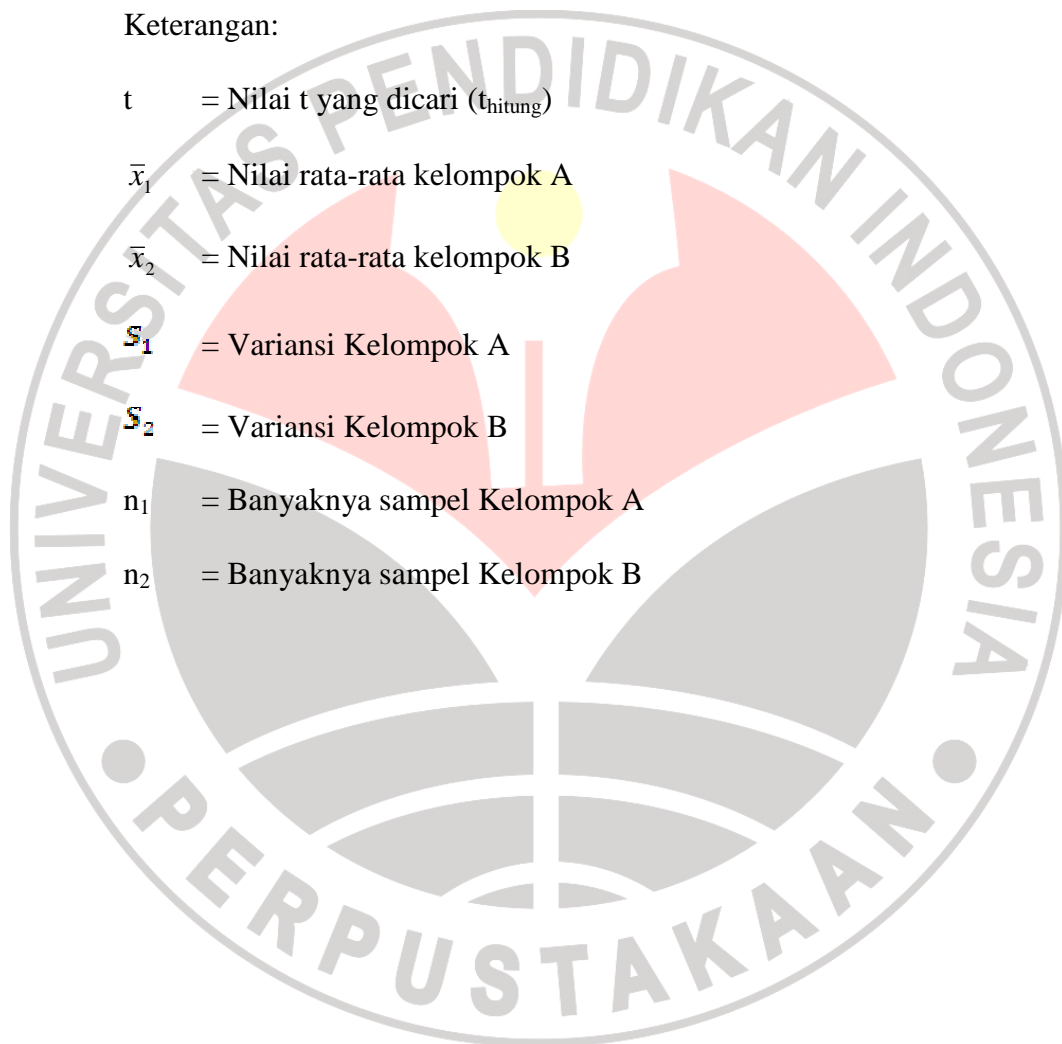 Keterangan:
t = Nilai t yang dicari (t_hitung)
x̄₁ = Nilai rata-rata kelompok A
x̄₂ = Nilai rata-rata kelompok B
S₁ = Variansi Kelompok A
S₂ = Variansi Kelompok B
n₁ = Banyaknya sampel Kelompok A
n₂ = Banyaknya sampel Kelompok B
UNIVERSITAS PENDIDIKAN INDONESIA
PERPUSTAKAAN